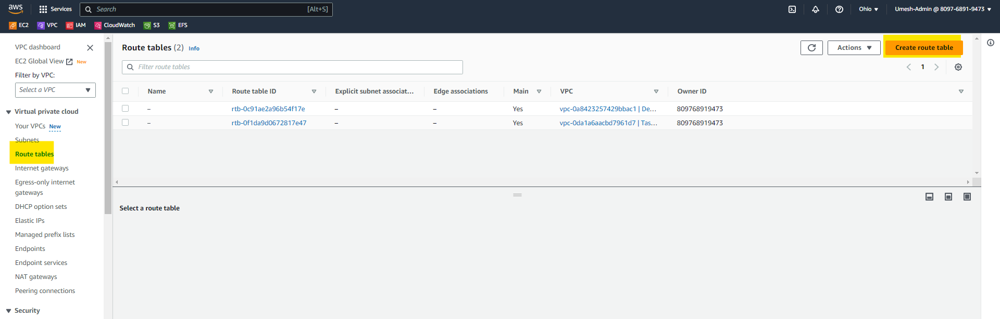 aws Services Search [Alt+S] Ohio Umesh-Admin @ 8097-6891-9473
EC2 VPC IAM CloudWatch S3 EFS
VPC dashboard
EC2 Global View New
Filter by VPC:
Select a VPC
Virtual private cloud
Your VPCs New
Subnets
Route tables
Internet gateways
Egress-only internet
gateways
DHCP option sets
Elastic IPs
Managed prefix lists
Endpoints
Endpoint services
NAT gateways
Peering connections
Security
Route tables (2) Info Actions Create route table
Filter route tables 1
Name Route table ID Explicit subnet associat... Edge associations Main VPC Owner ID
– rtb-0c91ae2a96b54f17e – – Yes vpc-0a8423257429bbac1 | De... 809768919473
– rtb-0f1da9d0672817e47 – – Yes vpc-0da1a6aacbd7961d7 | Tas... 809768919473
Select a route table